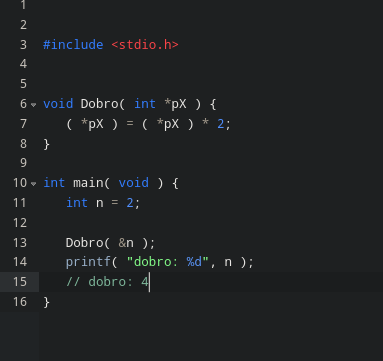 1
2
3 #include <stdio.h>
4
5
6 void Dobro( int *pX ) {
7 ( *pX ) = ( *pX ) * 2;
8 }
9
10 int main( void ) {
11 int n = 2;
12
13 Dobro( &n );
14 printf( "dobro: %d", n );
15 // dobro: 4
16 }